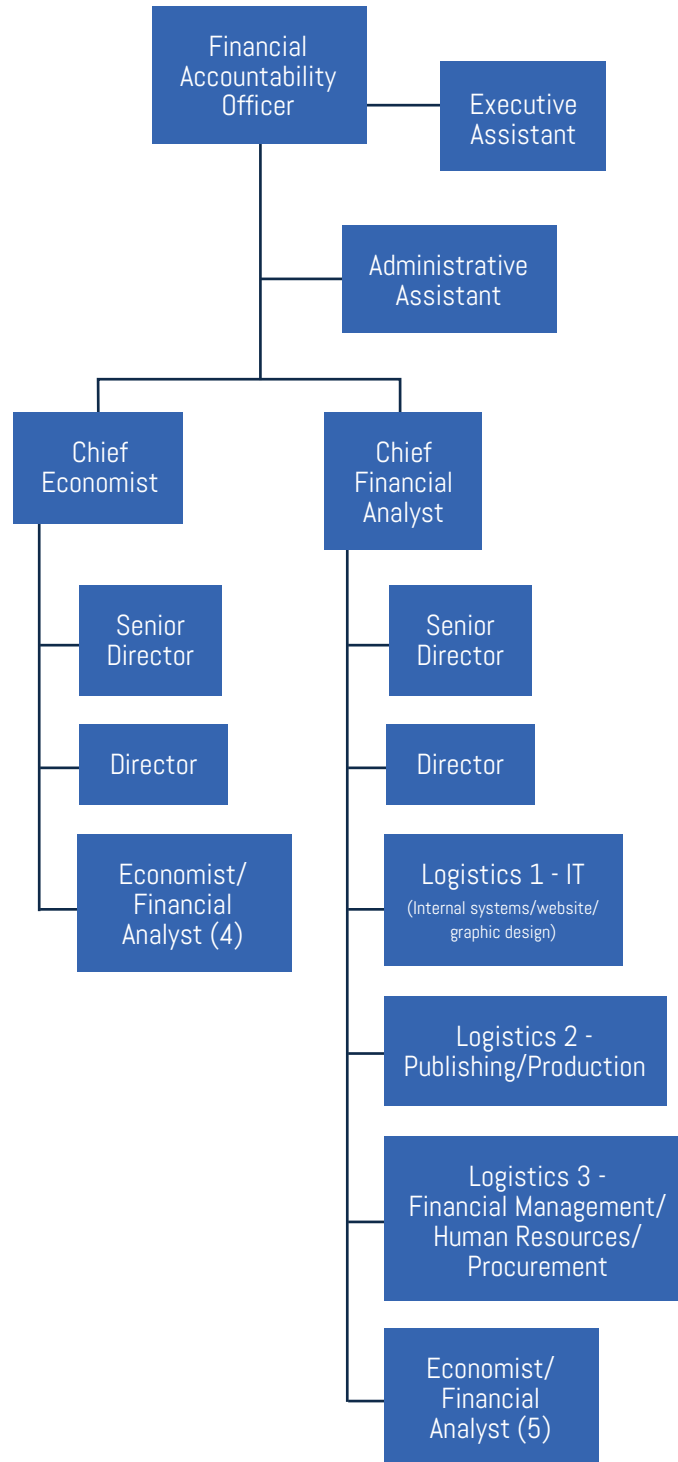 Financial
Accountability
Officer
Executive
Assistant
Administrative
Assistant
Chief
Economist
Senior
Director
Director
Economist/
Financial
Analyst (4)
Chief
Financial
Analyst
Senior
Director
Director
Logistics 1 - IT
(Internal systems/website/
graphic design)
Logistics 2 -
Publishing/Production
Logistics 3 -
Financial Management/
Human Resources/
Procurement
Economist/
Financial
Analyst (5)